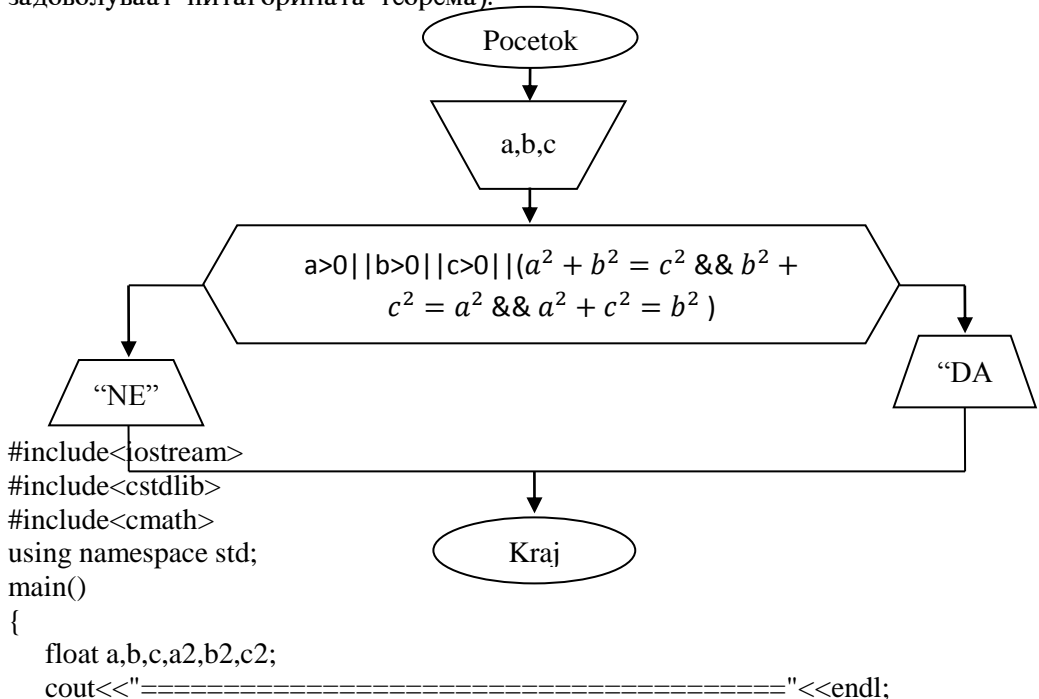 задоволуваат питагорината теорема).
Pocetok
a,b,c
a>0||b>0||c>0||(𝑎² + 𝑏² = 𝑐² && 𝑏² +
𝑐² = 𝑎² && 𝑎² + 𝑐² = 𝑏² )
“NE”
“DA
#include<iostream>
#include<cstdlib>
#include<cmath>
using namespace std;
Kraj
main()
{
float a,b,c,a2,b2,c2;
cout<<"======================================="<<endl;